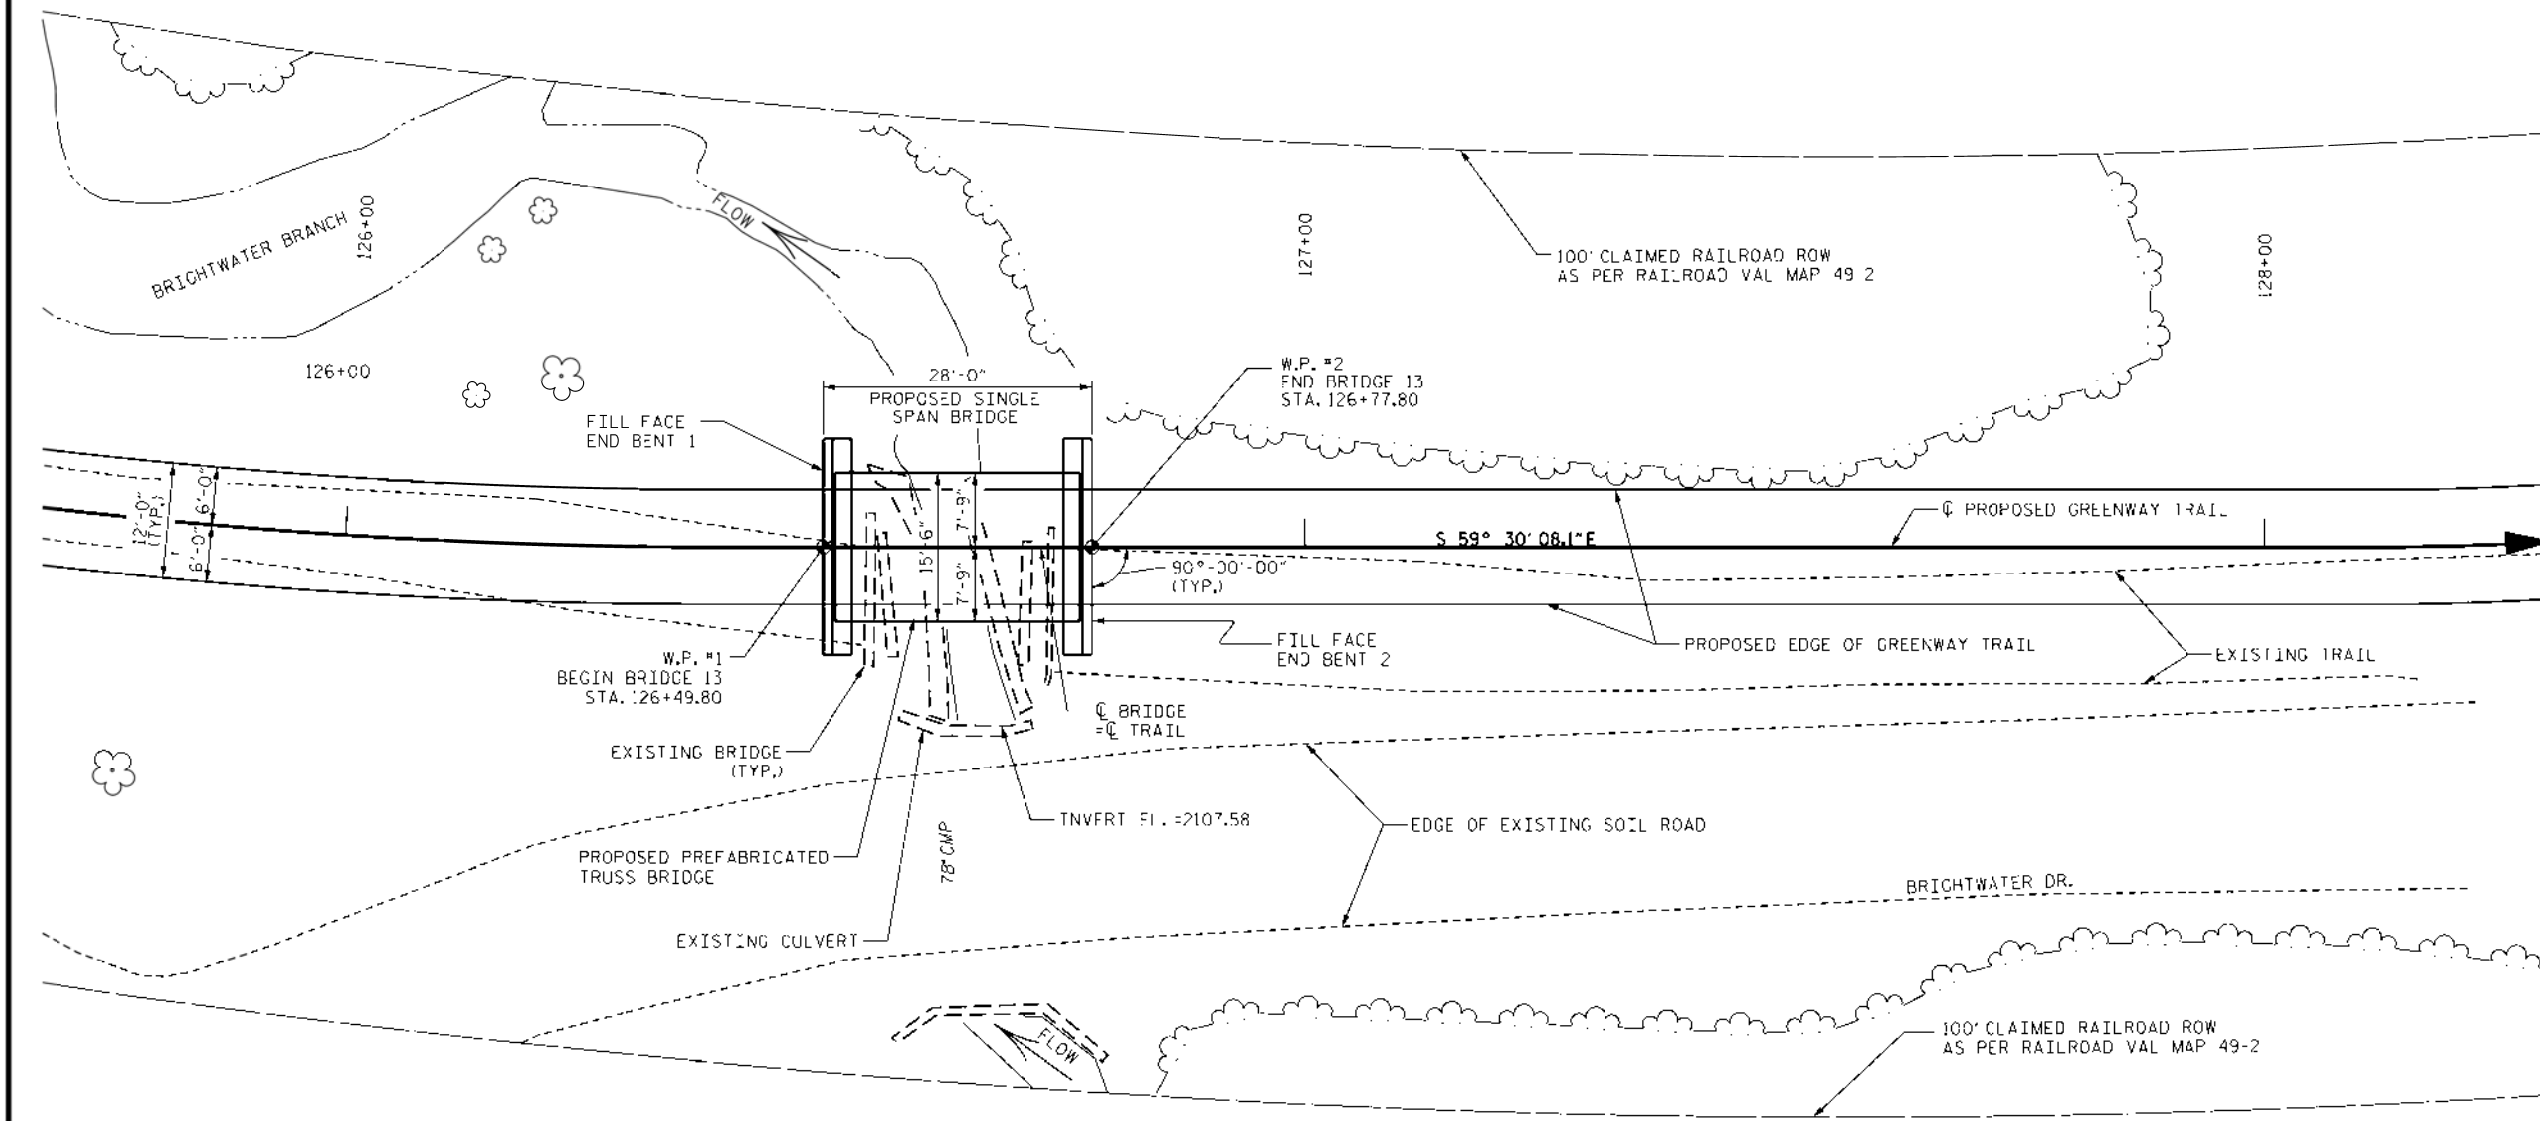 BRIGHTWATER BRANCH
126+00
FLOW
127+00
100' CLAIMED RAILROAD ROW
AS PER RAILROAD VAL MAP 49 2
128+00
126+00
28'-0"
PROPOSED SINGLE
SPAN BRIDGE
W.P. #2
END BRIDGE 13
STA. 126+77.80
FILL FACE
END BENT 1
12'-0"
(TYP.)
6'-0"
6'-0"
15'-6"
7'-9"
7'-9"
S 59° 30' 08.1"E
℄ PROPOSED GREENWAY TRAIL
90°-00'-00"
(TYP.)
FILL FACE
END BENT 2
PROPOSED EDGE OF GREENWAY TRAIL
EXISTING TRAIL
W.P. #1
BEGIN BRIDGE 13
STA. 126+49.80
℄ BRIDGE
=℄ TRAIL
EXISTING BRIDGE
(TYP.)
INVERT EL.=2107.58
EDGE OF EXISTING SOIL ROAD
PROPOSED PREFABRICATED
TRUSS BRIDGE
78" CMP
BRIGHTWATER DR.
EXISTING CULVERT
FLOW
100' CLAIMED RAILROAD ROW
AS PER RAILROAD VAL MAP 49-2